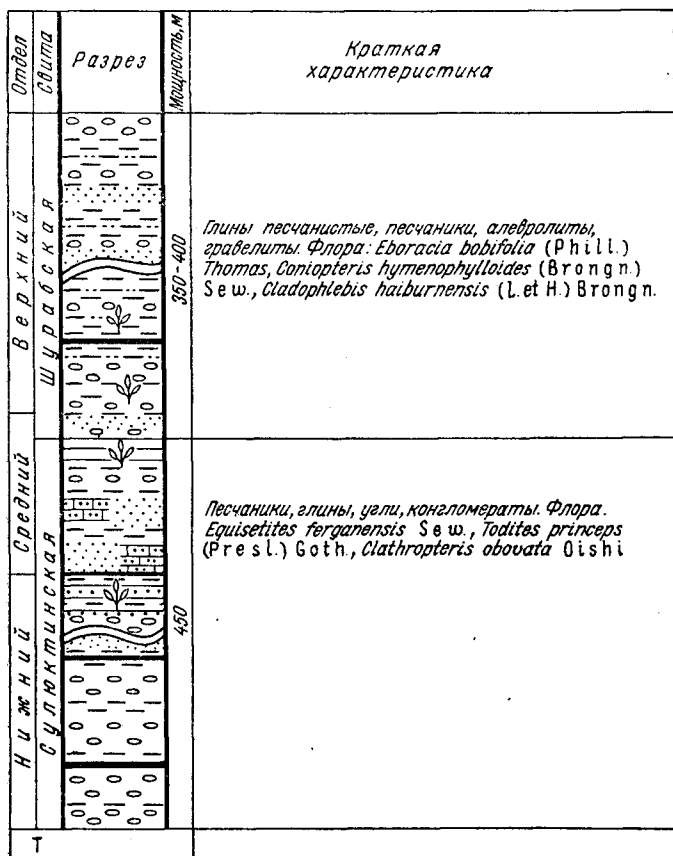 Отдел
Свита
Разрез
Мощность, м
Краткая
характеристика
Верхний
Шурабская
350-400
Глины песчанистые, песчаники, алевролиты,
гравелиты. Флора: Eboracia bobifolia (Phill.)
Thomas, Coniopteris hymenophylloides (Brongn.)
Sew., Cladophlebis haiburnensis (L. et H.) Brongn.
Средний
Нижний
Сулюктинская
450
Песчаники, глины, угли, конгломераты. Флора.
Equisetites ferganensis Sew., Todites princeps
(Presl.) Goth., Clathropteris obovata Oishi
Т